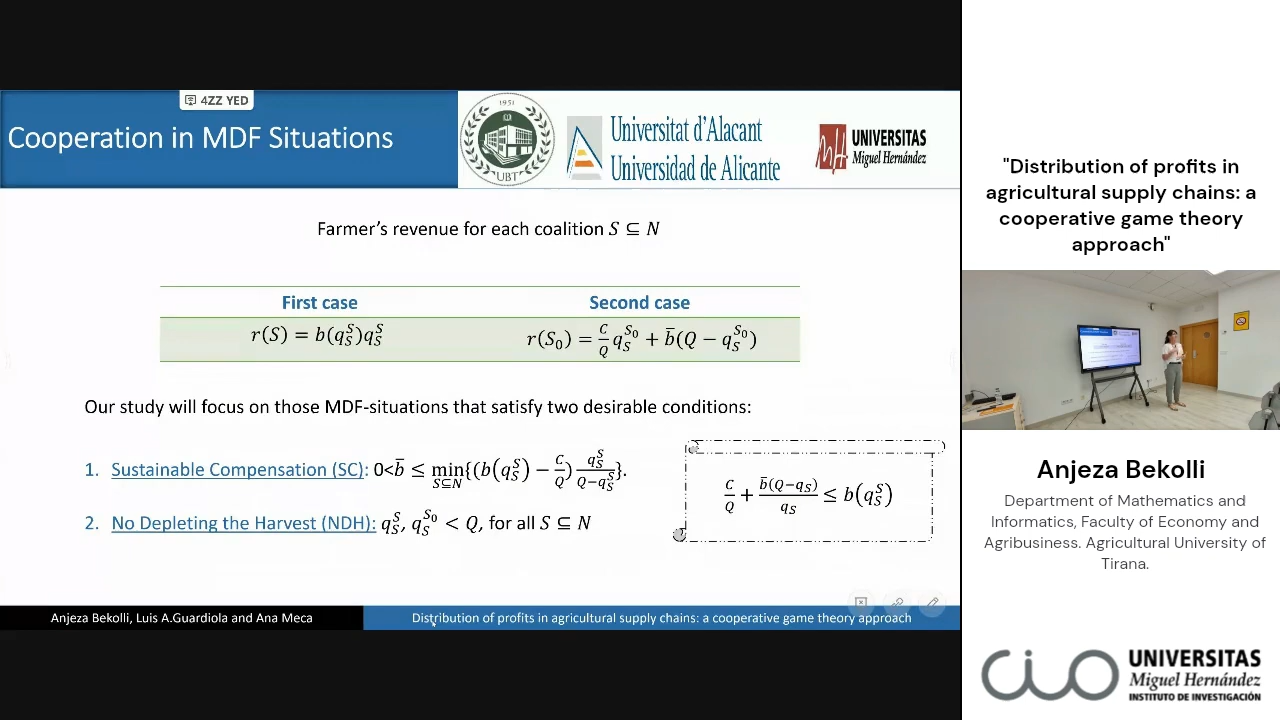 4ZZ YED
Cooperation in MDF Situations
1951
UBT
Universitat d'Alacant
Universidad de Alicante
UNIVERSITAS
Miguel Hernández
Farmer's revenue for each coalition S ⊆ N
First case Second case
r(S) = b(q_S^S)q_S^S r(S_0) = C/Q q_S^{S_0} + b̄(Q − q_S^{S_0})
Our study will focus on those MDF-situations that satisfy two desirable conditions:
1. Sustainable Compensation (SC): 0<b̄ ≤ min_{S⊆N}{(b(q_S^S) − C/Q) q_S^S/(Q−q_S^S)}.
C/Q + b̄(Q−q_S)/q_S ≤ b(q_S^S)
2. No Depleting the Harvest (NDH): q_S^S, q_S^{S_0} < Q, for all S ⊆ N
Anjeza Bekolli, Luis A.Guardiola and Ana Meca
Distribution of profits in agricultural supply chains: a cooperative game theory approach
"Distribution of profits in
agricultural supply chains: a
cooperative game theory
approach"
Anjeza Bekolli
Department of Mathematics and
Informatics, Faculty of Economy and
Agribusiness. Agricultural University of
Tirana.
CIO
UNIVERSITAS
Miguel Hernández
INSTITUTO DE INVESTIGACIÓN